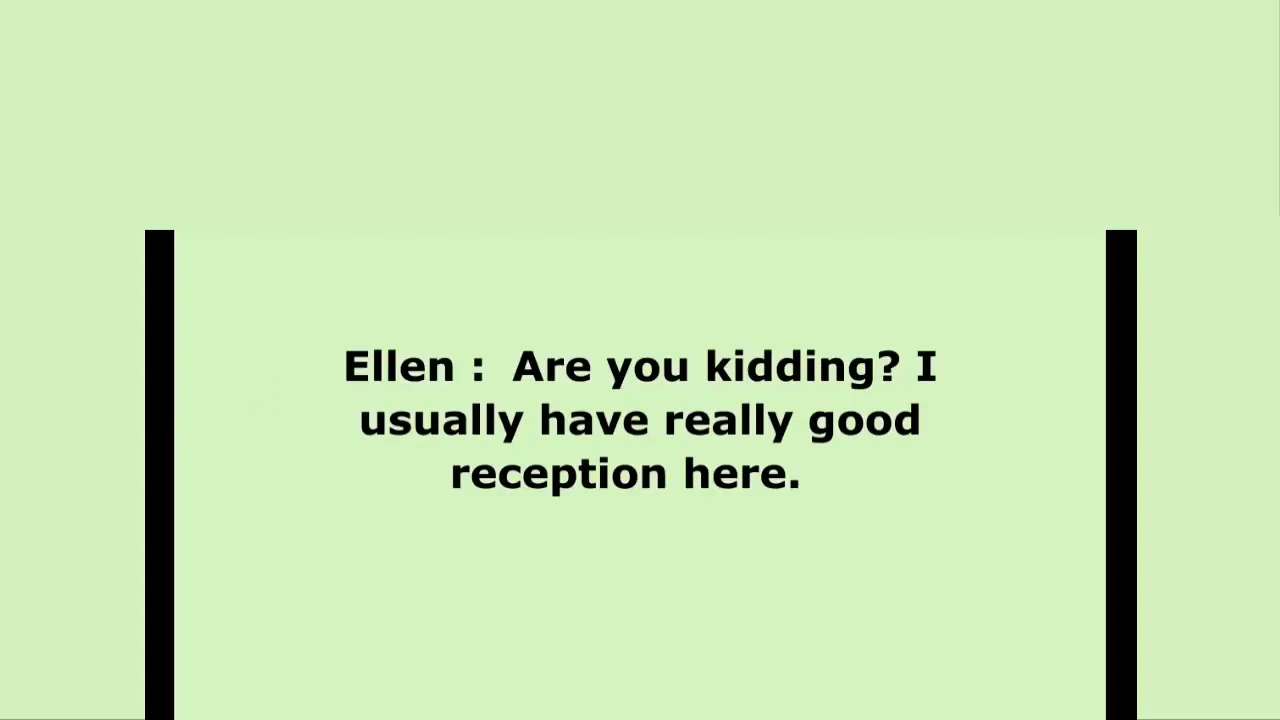 Ellen :  Are you kidding? I
usually have really good
reception here.